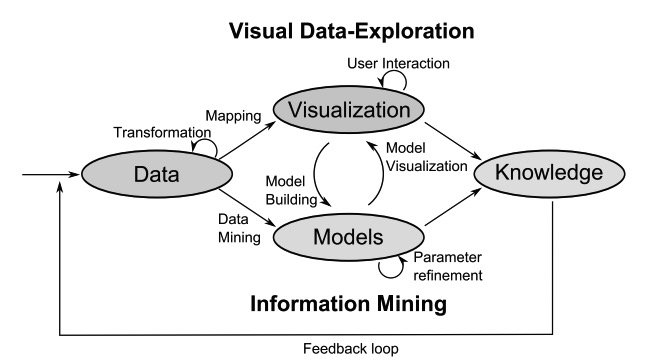 Visual Data-Exploration
User Interaction
Visualization
Mapping
Transformation
Data
Model
Building
Model
Visualization
Knowledge
Data
Mining
Models
Parameter
refinement
Information Mining
Feedback loop